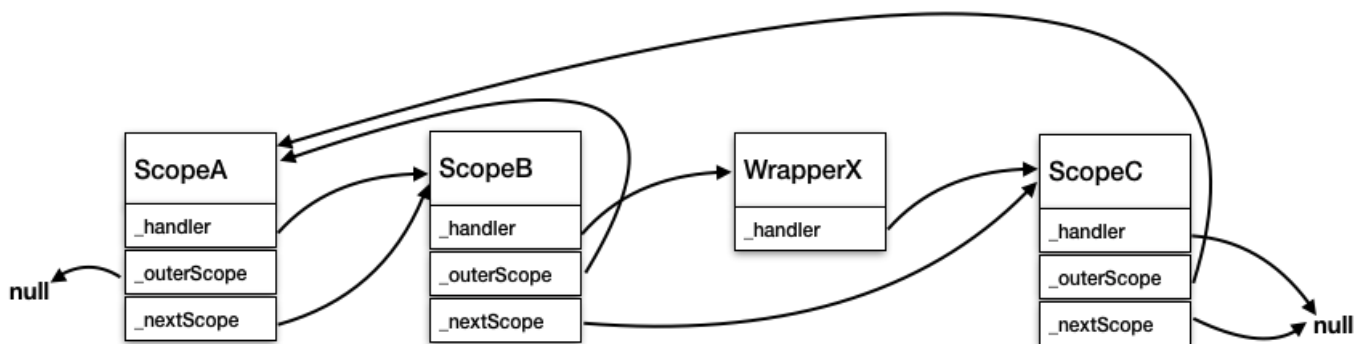 ScopeA
_handler
_outerScope
_nextScope
null
ScopeB
_handler
_outerScope
_nextScope
WrapperX
_handler
ScopeC
_handler
_outerScope
_nextScope
null